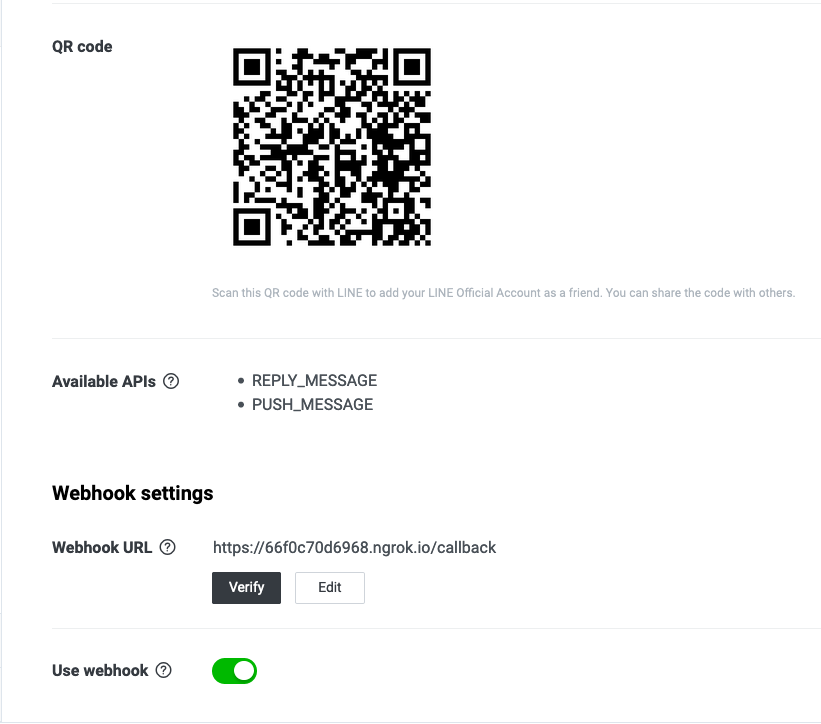 QR code
Scan this QR code with LINE to add your LINE Official Account as a friend. You can share the code with others.
Available APIs ?
• REPLY_MESSAGE
• PUSH_MESSAGE
Webhook settings
Webhook URL ? https://66f0c70d6968.ngrok.io/callback
Verify Edit
Use webhook ?